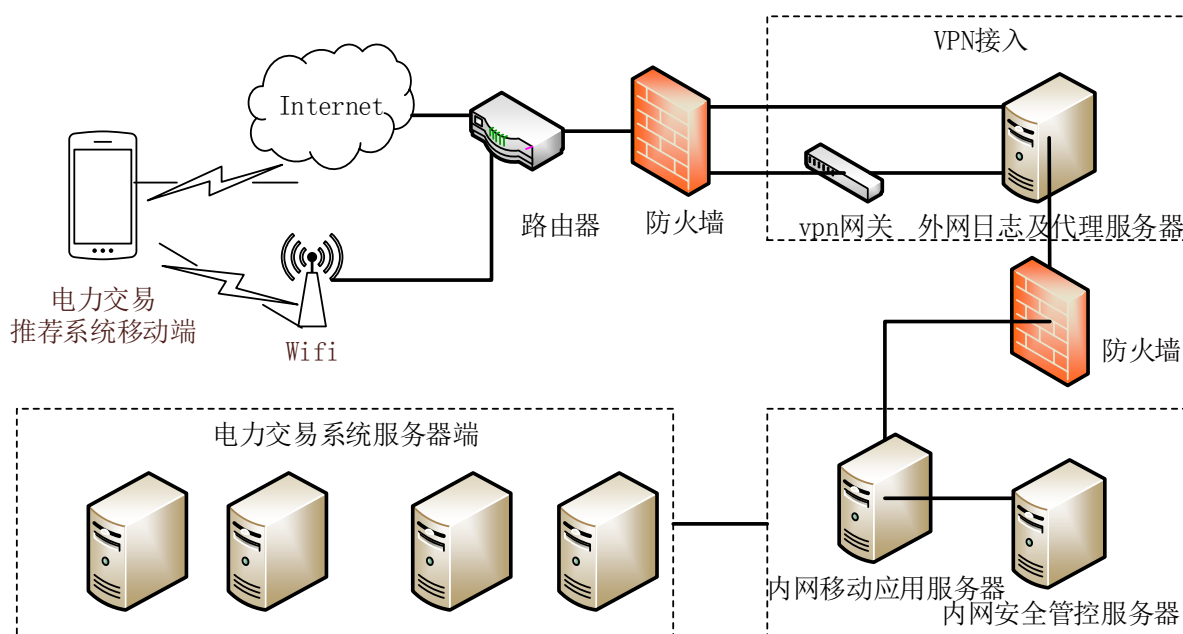 VPN接入
Internet
路由器
防火墙
vpn网关
外网日志及代理服务器
电力交易
推荐系统移动端
Wifi
防火墙
电力交易系统服务器端
内网移动应用服务器
内网安全管控服务器